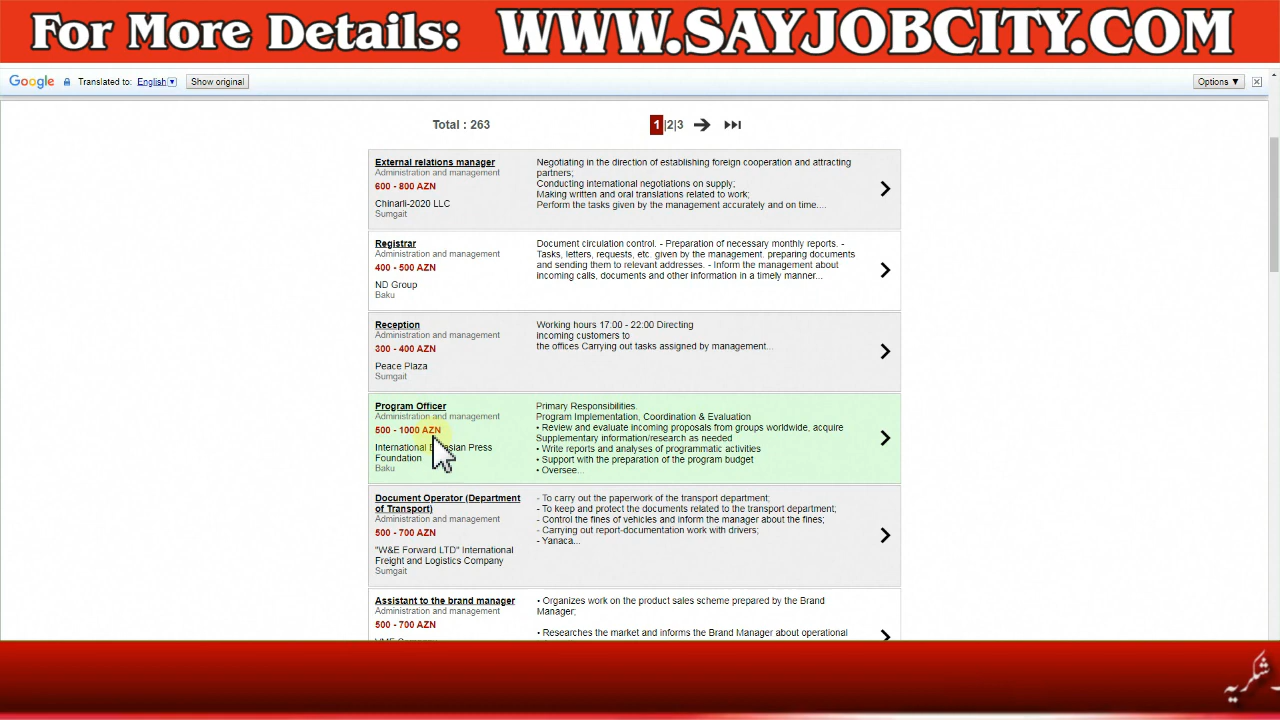 For More Details: WWW.SAYJOBCITY.COM
Google Translated to: English Show original Options ▼
Total : 263 1|2|3
External relations manager
Administration and management
600 - 800 AZN
Chinarli-2020 LLC
Sumgait
Negotiating in the direction of establishing foreign cooperation and attracting
partners;
Conducting international negotiations on supply;
Making written and oral translations related to work;
Perform the tasks given by the management accurately and on time....
Registrar
Administration and management
400 - 500 AZN
ND Group
Baku
Document circulation control. - Preparation of necessary monthly reports. -
Tasks, letters, requests, etc. given by the management. preparing documents
and sending them to relevant addresses. - Inform the management about
incoming calls, documents and other information in a timely manner...
Reception
Administration and management
300 - 400 AZN
Peace Plaza
Sumgait
Working hours 17:00 - 22:00 Directing
incoming customers to
the offices Carrying out tasks assigned by management...
Program Officer
Administration and management
500 - 1000 AZN
International Press
Foundation
Baku
Primary Responsibilities.
Program Implementation, Coordination & Evaluation
• Review and evaluate incoming proposals from groups worldwide, acquire
Supplementary information/research as needed
• Write reports and analyses of programmatic activities
• Support with the preparation of the program budget
• Oversee...
Document Operator (Department
of Transport)
Administration and management
500 - 700 AZN
"W&E Forward LTD" International
Freight and Logistics Company
Sumgait
- To carry out the paperwork of the transport department;
- To keep and protect the documents related to the transport department;
- Control the fines of vehicles and inform the manager about the fines;
- Carrying out report-documentation work with drivers;
- Yanaca...
Assistant to the brand manager
Administration and management
500 - 700 AZN
• Organizes work on the product sales scheme prepared by the Brand
Manager;
• Researches the market and informs the Brand Manager about operational
شکریہ